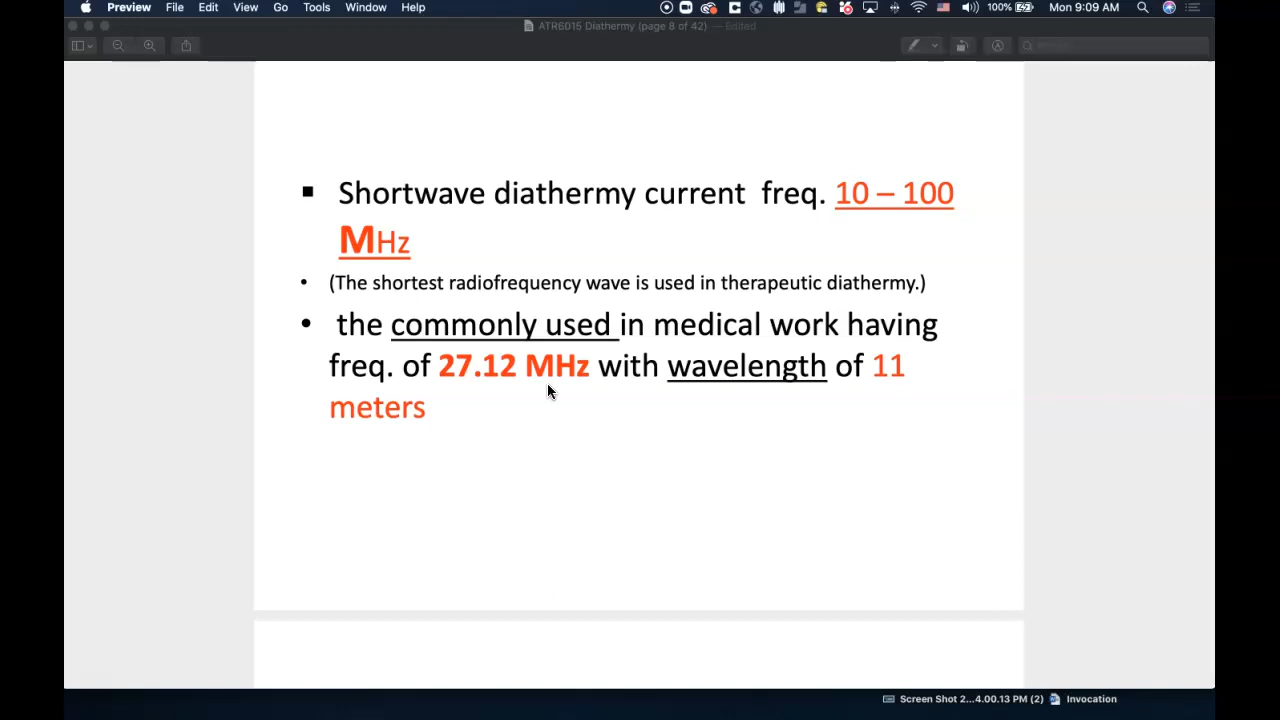 Preview File Edit View Go Tools Window Help 100% Mon 9:09 AM
ATR6015 Diathermy (page 8 of 42) — Edited
Search
▪ Shortwave diathermy current freq. 10 – 100
MHz
• (The shortest radiofrequency wave is used in therapeutic diathermy.)
• the commonly used in medical work having
freq. of 27.12 MHz with wavelength of 11
meters
Screen Shot 2...4.00.13 PM (2) Invocation